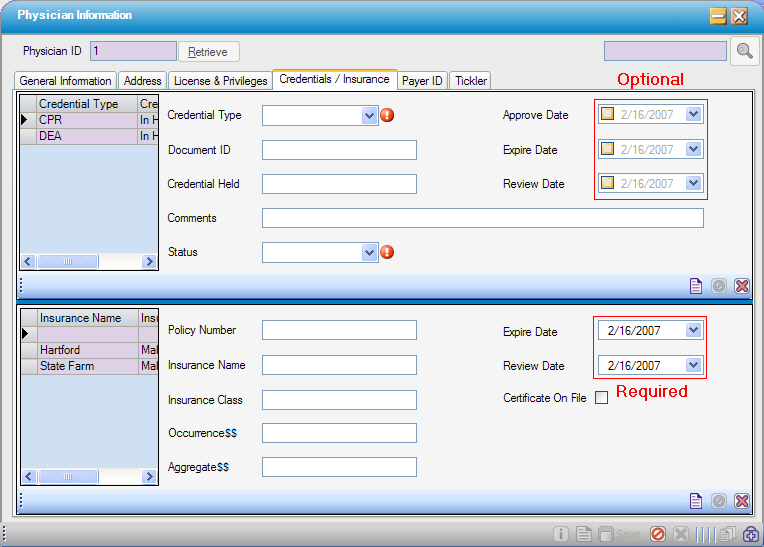 Physician Information
Physician ID 1 Retrieve
General Information Address License & Privileges Credentials / Insurance Payer ID Tickler
Optional
Credential Type Cre
CPR In H
DEA In H
Credential Type
Document ID
Credential Held
Comments
Status
Approve Date 2/16/2007
Expire Date 2/16/2007
Review Date 2/16/2007
Insurance Name Insu
Hartford Mal
State Farm Mal
Policy Number
Insurance Name
Insurance Class
Occurrence$$
Aggregate$$
Expire Date 2/16/2007
Review Date 2/16/2007
Certificate On File
Required
Save